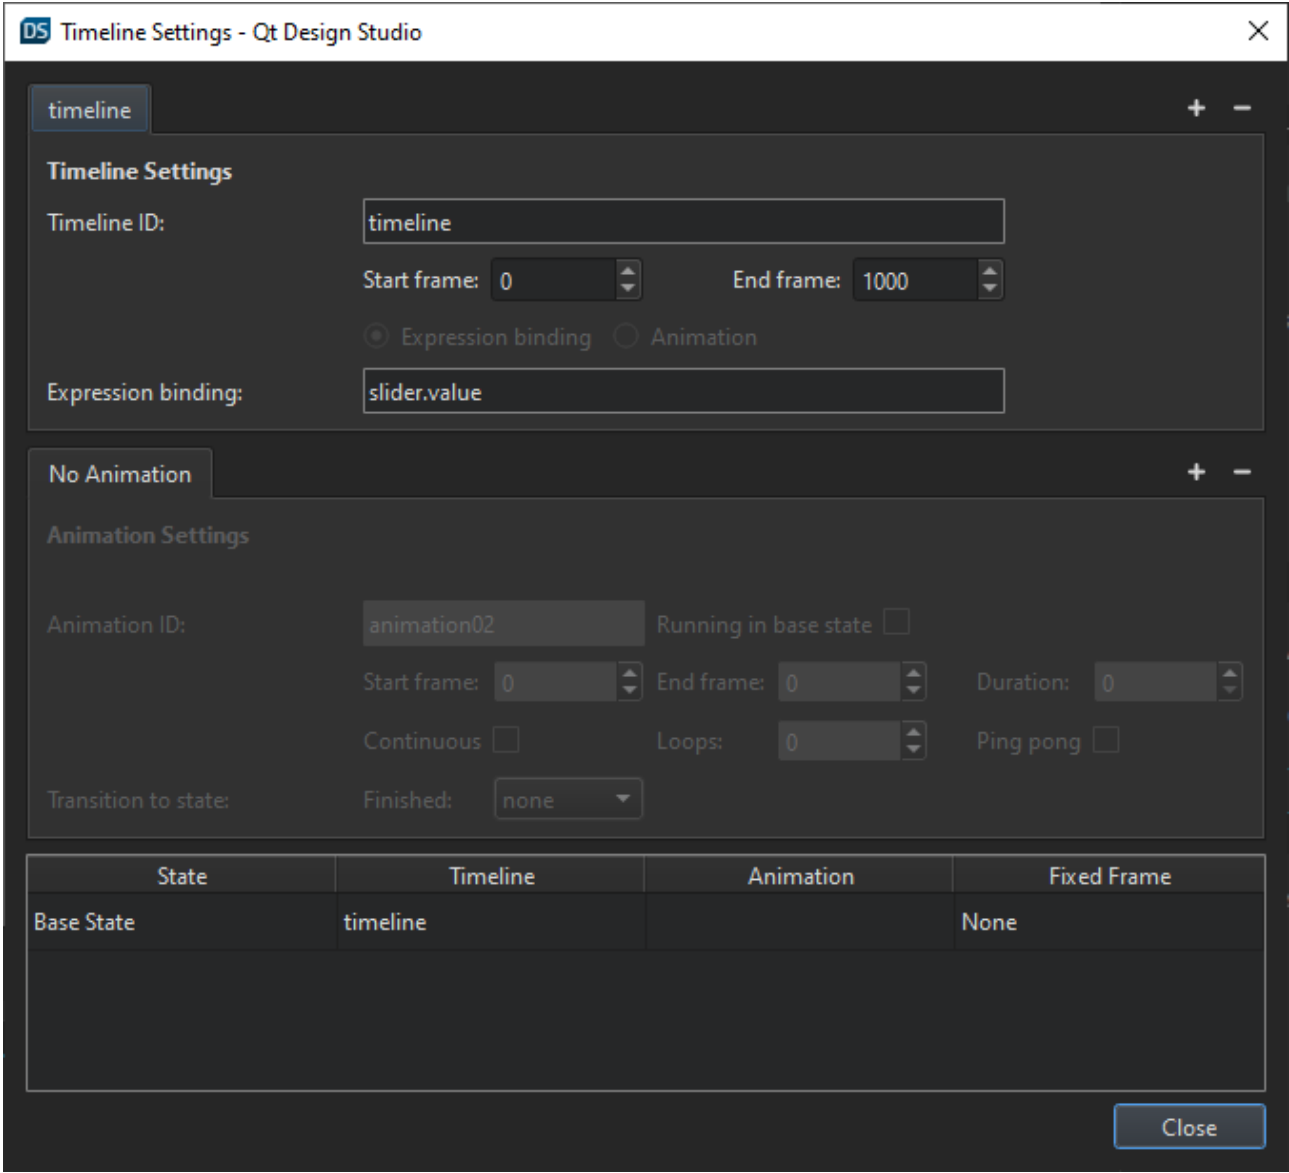 DS Timeline Settings - Qt Design Studio
timeline
Timeline Settings
Timeline ID: timeline
Start frame: 0 End frame: 1000
Expression binding Animation
Expression binding: slider.value
No Animation
Animation Settings
Animation ID: animation02 Running in base state
Start frame: 0 End frame: 0 Duration: 0
Continuous Loops: 0 Ping pong
Transition to state: Finished: none
State Timeline Animation Fixed Frame
Base State timeline None
Close